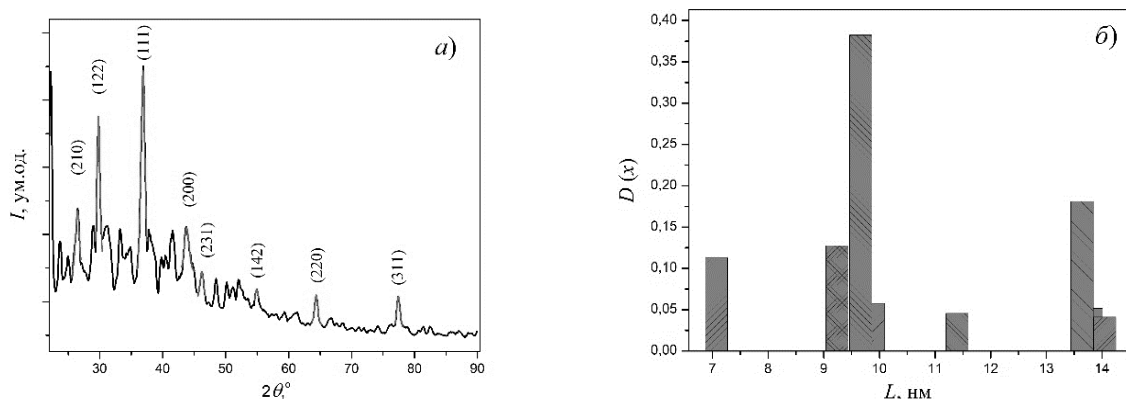 а)
I, ум.од.
(210)
(122)
(111)
(200)
(231)
(142)
(220)
(311)
30 40 50 60 70 80 90
2θ,°
б)
D (x)
0,40
0,35
0,30
0,25
0,20
0,15
0,10
0,05
0,00
7 8 9 10 11 12 13 14
L, нм